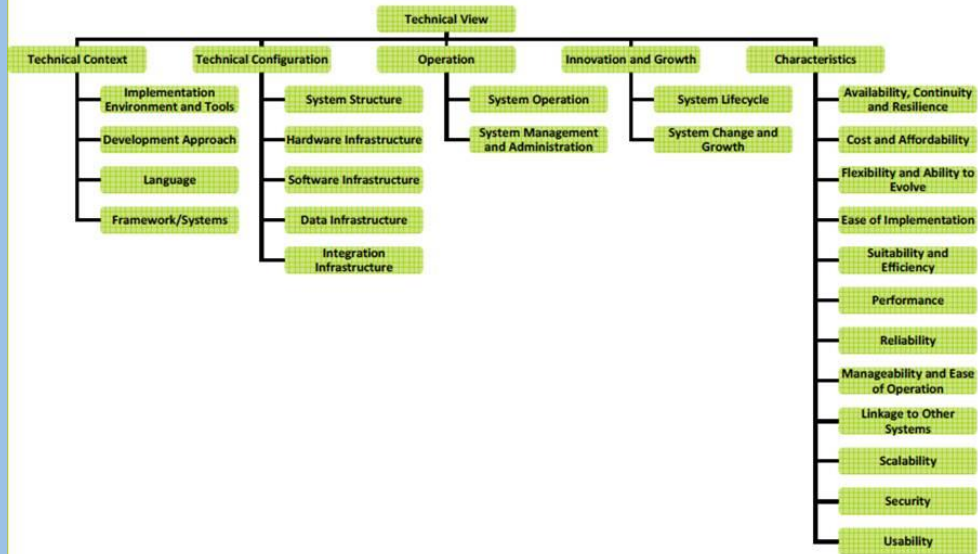 Technical View
Technical Context
Technical Configuration
Operation
Innovation and Growth
Characteristics
Implementation
Environment and Tools
Development Approach
Language
Framework/Systems
System Structure
Hardware Infrastructure
Software Infrastructure
Data Infrastructure
Integration
Infrastructure
System Operation
System Management
and Administration
System Lifecycle
System Change and
Growth
Availability, Continuity
and Resilience
Cost and Affordability
Flexibility and Ability to
Evolve
Ease of Implementation
Suitability and
Efficiency
Performance
Reliability
Manageability and Ease
of Operation
Linkage to Other
Systems
Scalability
Security
Usability